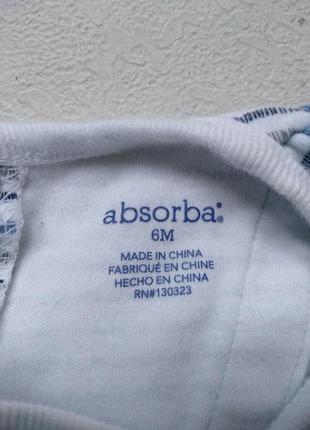 absorba
6M
MADE IN CHINA
FABRIQUÉ EN CHINE
HECHO EN CHINA
RN#130323